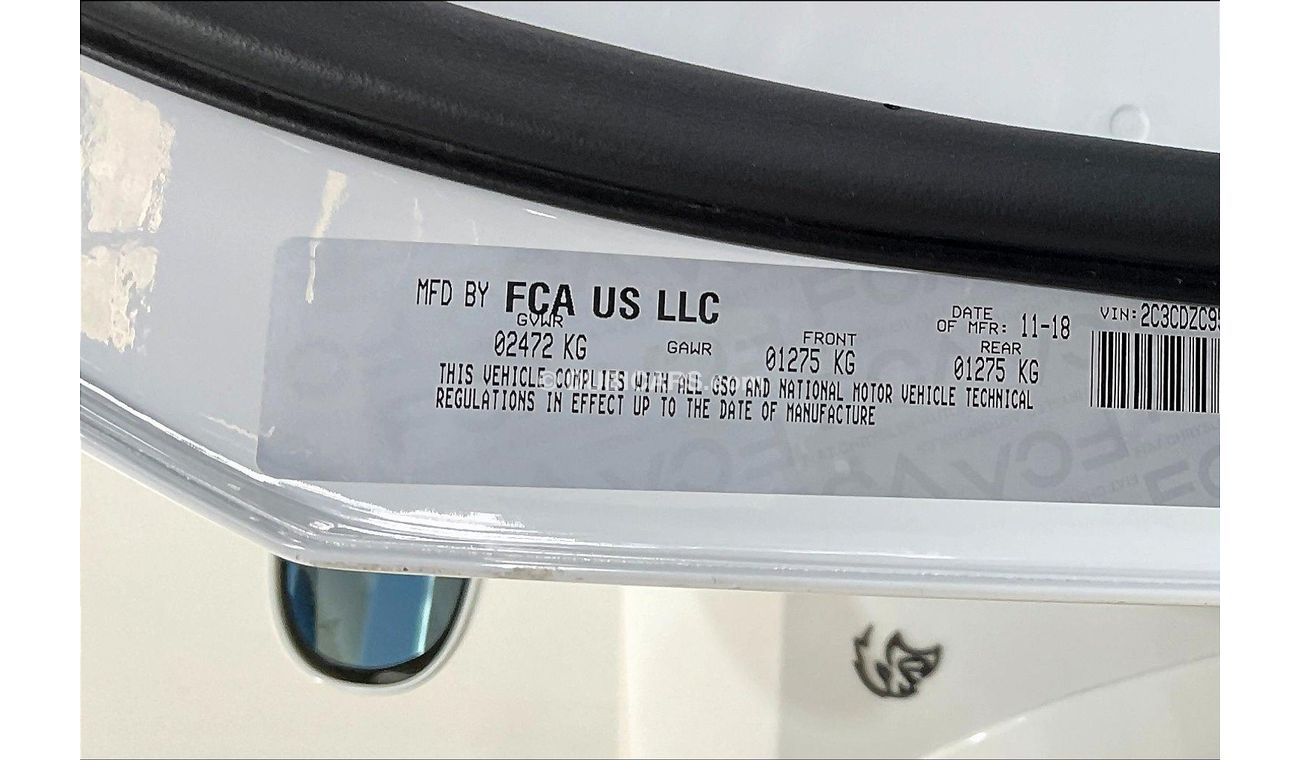 MFD BY FCA US LLC
DATE OF MFR: 11-18
VIN: 2C3CDZC95
GVWR 02472 KG
GAWR FRONT 01275 KG
REAR 01275 KG
THIS VEHICLE COMPLIES WITH ALL GSO AND NATIONAL MOTOR VEHICLE TECHNICAL
REGULATIONS IN EFFECT UP TO THE DATE OF MANUFACTURE
FCA